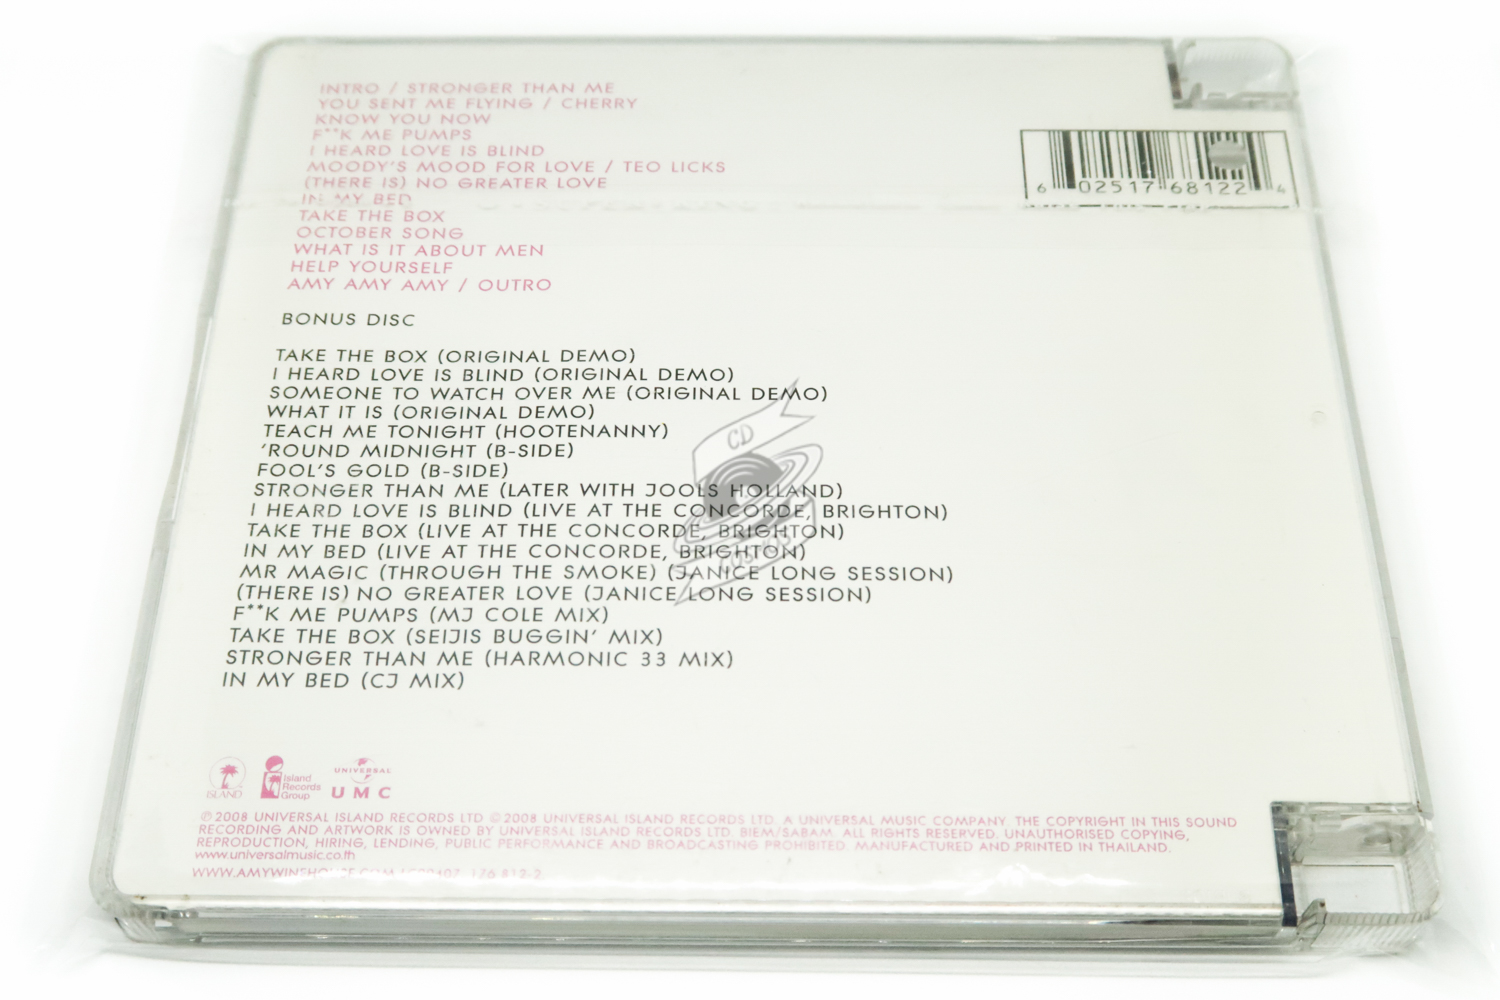 INTRO / STRONGER THAN ME
YOU SENT ME FLYING / CHERRY
KNOW YOU NOW
F**K ME PUMPS
I HEARD LOVE IS BLIND
MOODY'S MOOD FOR LOVE / TEO LICKS
(THERE IS) NO GREATER LOVE
IN MY BED
TAKE THE BOX
OCTOBER SONG
WHAT IS IT ABOUT MEN
HELP YOURSELF
AMY AMY AMY / OUTRO
6 02517 68122 4
BONUS DISC
TAKE THE BOX (ORIGINAL DEMO)
I HEARD LOVE IS BLIND (ORIGINAL DEMO)
SOMEONE TO WATCH OVER ME (ORIGINAL DEMO)
WHAT IT IS (ORIGINAL DEMO)
TEACH ME TONIGHT (HOOTENANNY)
'ROUND MIDNIGHT (B-SIDE)
FOOL'S GOLD (B-SIDE)
STRONGER THAN ME (LATER WITH JOOLS HOLLAND)
I HEARD LOVE IS BLIND (LIVE AT THE CONCORDE, BRIGHTON)
TAKE THE BOX (LIVE AT THE CONCORDE, BRIGHTON)
IN MY BED (LIVE AT THE CONCORDE, BRIGHTON)
MR MAGIC (THROUGH THE SMOKE) (JANICE LONG SESSION)
(THERE IS) NO GREATER LOVE (JANICE LONG SESSION)
F**K ME PUMPS (MJ COLE MIX)
TAKE THE BOX (SEIJIS BUGGIN' MIX)
STRONGER THAN ME (HARMONIC 33 MIX)
IN MY BED (CJ MIX)
CD
COSMOS
ISLAND
Island
Records
Group
UNIVERSAL
UMC
℗ 2008 UNIVERSAL ISLAND RECORDS LTD © 2008 UNIVERSAL ISLAND RECORDS LTD. A UNIVERSAL MUSIC COMPANY. THE COPYRIGHT IN THIS SOUND
RECORDING AND ARTWORK IS OWNED BY UNIVERSAL ISLAND RECORDS LTD. BIEM/SABAM. ALL RIGHTS RESERVED. UNAUTHORISED COPYING,
REPRODUCTION, HIRING, LENDING, PUBLIC PERFORMANCE AND BROADCASTING PROHIBITED. MANUFACTURED AND PRINTED IN THAILAND.
www.universalmusic.co.th
WWW.AMYWINEHOUSE.COM 176 812-2